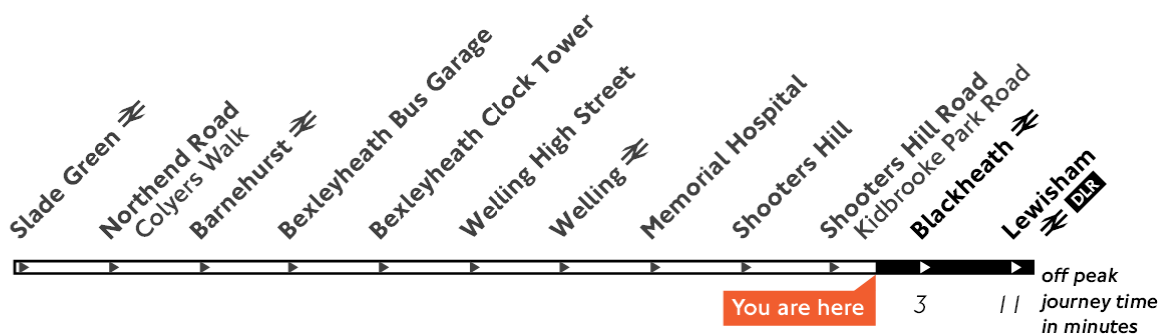 Slade Green
Northend Road
Colyers Walk
Barnehurst
Bexleyheath Bus Garage
Bexleyheath Clock Tower
Welling High Street
Welling
Memorial Hospital
Shooters Hill
Shooters Hill Road
Kidbrooke Park Road
Blackheath
Lewisham
DLR
You are here
3
11
off peak
journey time
in minutes